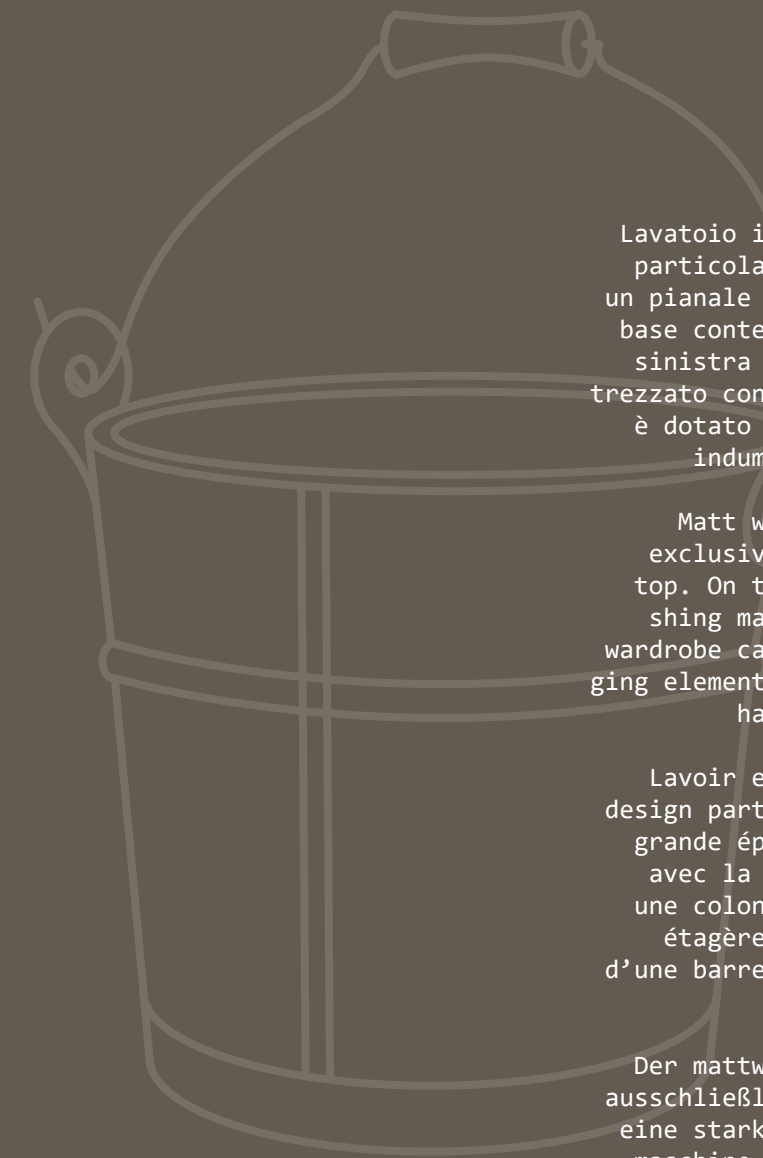 Lavatoio i
particola
un pianale
base conte
sinistra
trezzato con
è dotato
indum
Matt w
exclusiv
top. On t
shing ma
wardrobe ca
ging element
ha
Lavoir e
design part
grande ép
avec la
une colon
étagère
d’une barre
Der mattw
ausschließl
eine stark